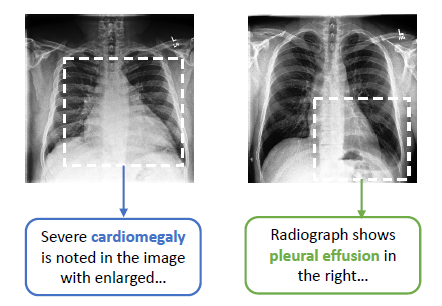 Severe cardiomegaly
is noted in the image
with enlarged...
Radiograph shows
pleural effusion in
the right...